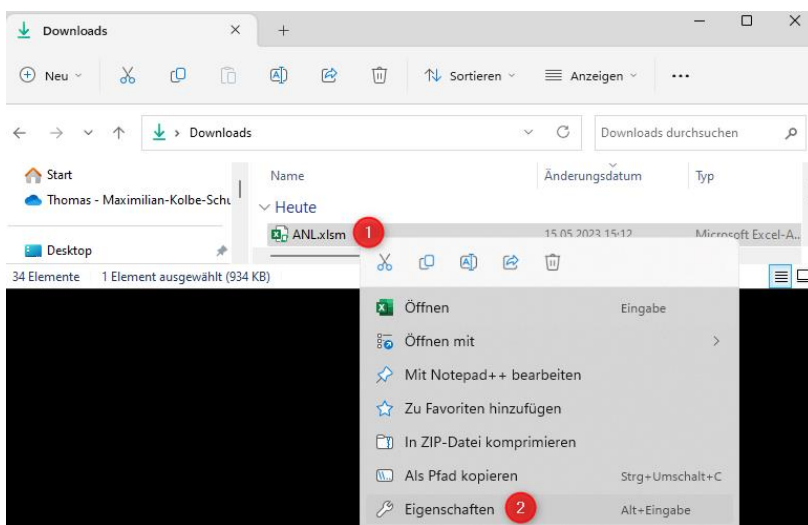 Downloads
Neu
Sortieren
Anzeigen
Downloads
Downloads durchsuchen
Start
Name
Änderungsdatum
Typ
Thomas - Maximilian-Kolbe-Schu
Heute
ANL.xlsm
1
15.05.2023 15:12
Microsoft Excel-A...
Desktop
34 Elemente
1 Element ausgewählt (934 KB)
Öffnen
Eingabe
Öffnen mit
Mit Notepad++ bearbeiten
Zu Favoriten hinzufügen
In ZIP-Datei komprimieren
Als Pfad kopieren
Strg+Umschalt+C
Eigenschaften
2
Alt+Eingabe